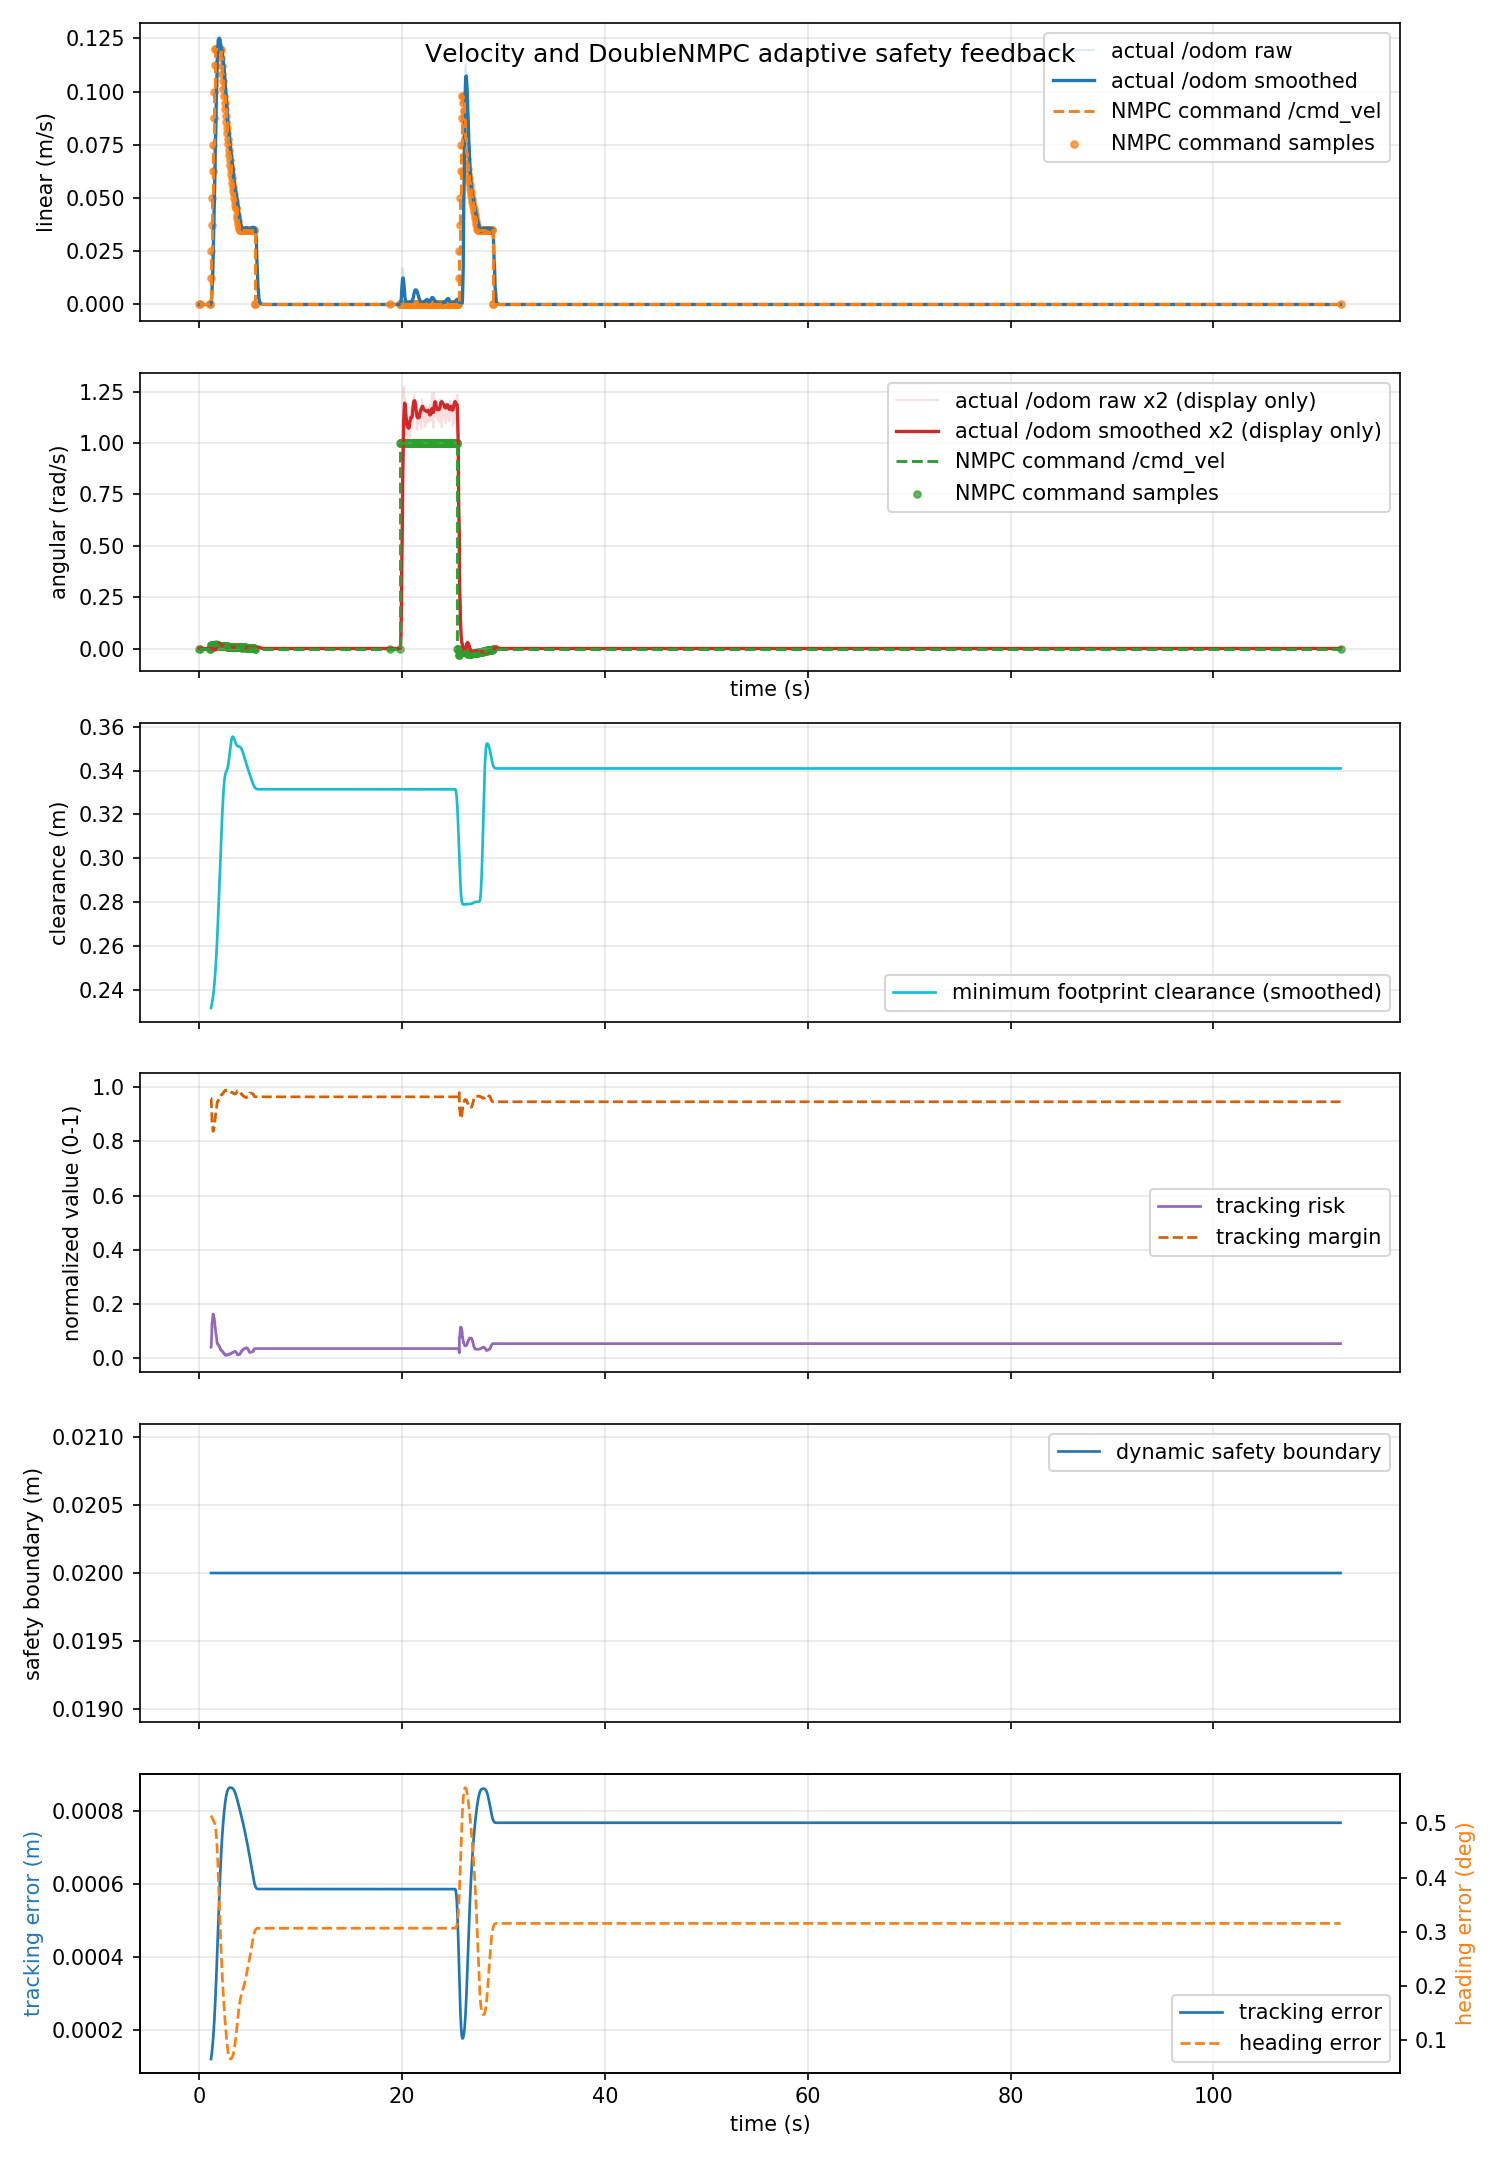 Velocity and DoubleNMPC adaptive safety feedback
linear (m/s)
0.125
0.100
0.075
0.050
0.025
0.000
actual /odom raw
actual /odom smoothed
NMPC command /cmd_vel
NMPC command samples
angular (rad/s)
1.25
1.00
0.75
0.50
0.25
0.00
actual /odom raw x2 (display only)
actual /odom smoothed x2 (display only)
NMPC command /cmd_vel
NMPC command samples
time (s)
clearance (m)
0.36
0.34
0.32
0.30
0.28
0.26
0.24
minimum footprint clearance (smoothed)
normalized value (0-1)
1.0
0.8
0.6
0.4
0.2
0.0
tracking risk
tracking margin
safety boundary (m)
0.0210
0.0205
0.0200
0.0195
0.0190
dynamic safety boundary
tracking error (m)
0.0008
0.0006
0.0004
0.0002
0.5
0.4
0.3
0.2
0.1
heading error (deg)
tracking error
heading error
0 20 40 60 80 100
time (s)